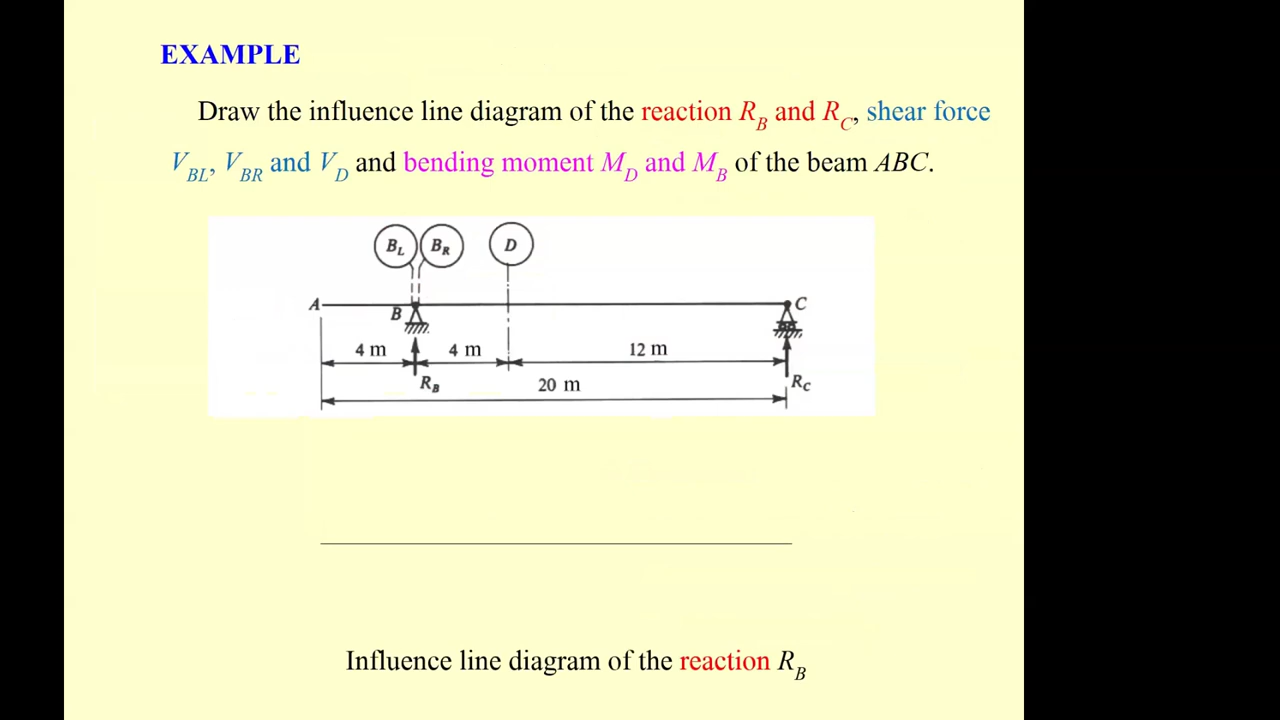 EXAMPLE
Draw the influence line diagram of the reaction R_B and R_C, shear force
V_BL, V_BR and V_D and bending moment M_D and M_B of the beam ABC.
B_L B_R D
A B C
4 m 4 m 12 m
R_B 20 m R_C
Influence line diagram of the reaction R_B